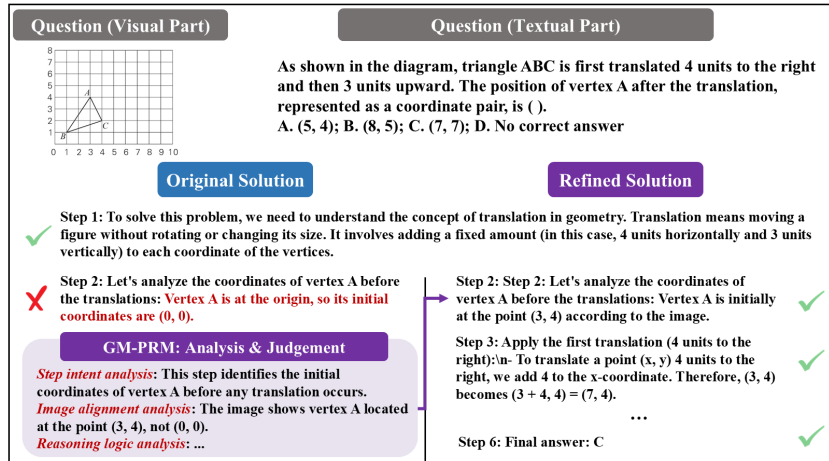 Question (Visual Part)
Question (Textual Part)
8
7
6
5
4
3
2
1
A
B
C
0 1 2 3 4 5 6 7 8 9 10
As shown in the diagram, triangle ABC is first translated 4 units to the right
and then 3 units upward. The position of vertex A after the translation,
represented as a coordinate pair, is ( ).
A. (5, 4); B. (8, 5); C. (7, 7); D. No correct answer
Original Solution
Refined Solution
Step 1: To solve this problem, we need to understand the concept of translation in geometry. Translation means moving a
figure without rotating or changing its size. It involves adding a fixed amount (in this case, 4 units horizontally and 3 units
vertically) to each coordinate of the vertices.
Step 2: Let's analyze the coordinates of vertex A before
the translations: Vertex A is at the origin, so its initial
coordinates are (0, 0).
GM-PRM: Analysis & Judgement
Step intent analysis: This step identifies the initial
coordinates of vertex A before any translation occurs.
Image alignment analysis: The image shows vertex A located
at the point (3, 4), not (0, 0).
Reasoning logic analysis: ...
Step 2: Step 2: Let's analyze the coordinates of
vertex A before the translations: Vertex A is initially
at the point (3, 4) according to the image.
Step 3: Apply the first translation (4 units to the
right):\n- To translate a point (x, y) 4 units to the
right, we add 4 to the x-coordinate. Therefore, (3, 4)
becomes (3 + 4, 4) = (7, 4).
...
Step 6: Final answer: C